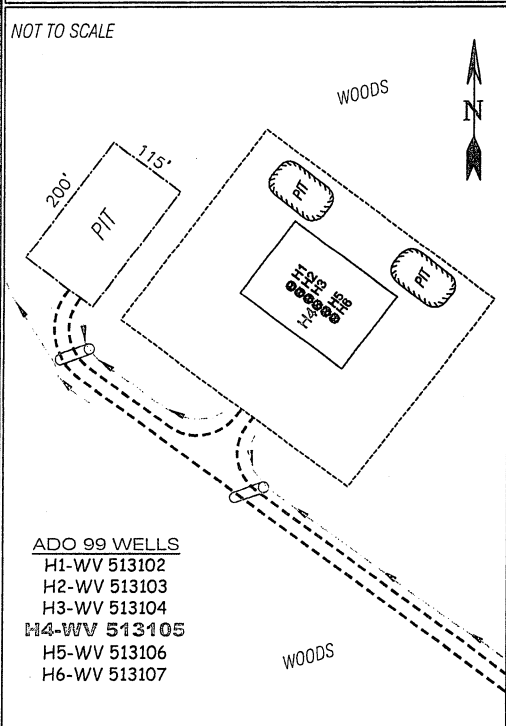 NOT TO SCALE
WOODS
N
115'
200'
PIT
PIT
PIT
H1
H2
H3
H4
H5
H6
ADO 99 WELLS
H1-WV 513102
H2-WV 513103
H3-WV 513104
H4-WV 513105
H5-WV 513106
H6-WV 513107
WOODS